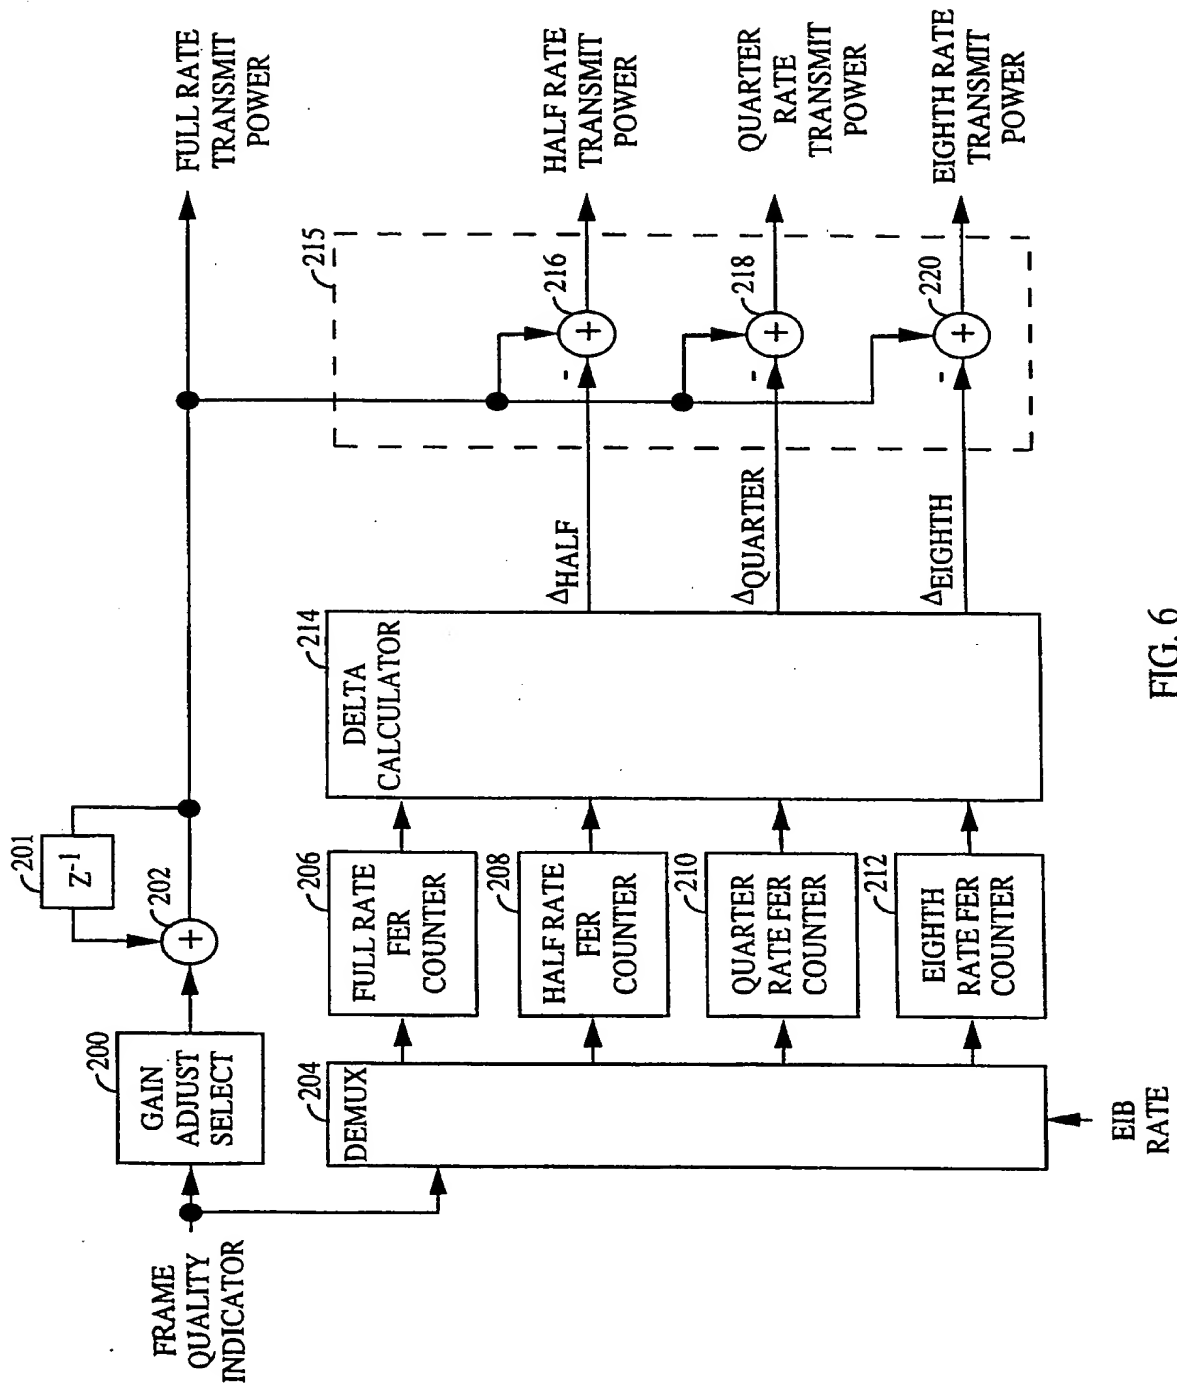 FRAME
QUALITY
INDICATOR
200
GAIN
ADJUST
SELECT
201
Z-1
202
+
FULL RATE
TRANSMIT
POWER
204
DEMUX
EIB
RATE
206
FULL RATE
FER
COUNTER
208
HALF RATE
FER
COUNTER
210
QUARTER
RATE FER
COUNTER
212
EIGHTH
RATE FER
COUNTER
214
DELTA
CALCULATOR
ΔHALF
ΔQUARTER
ΔEIGHTH
215
216
+
-
HALF RATE
TRANSMIT
POWER
218
+
-
QUARTER
RATE
TRANSMIT
POWER
220
+
-
EIGHTH RATE
TRANSMIT
POWER
FIG. 6